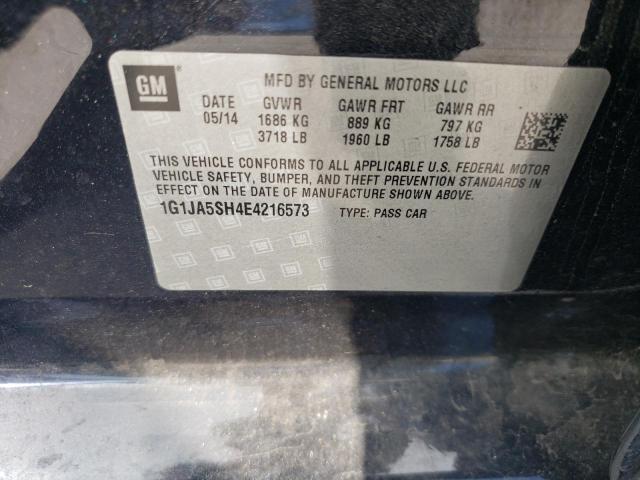 GM
MFD BY GENERAL MOTORS LLC
DATE GVWR GAWR FRT GAWR RR
05/14 1686 KG 889 KG 797 KG
3718 LB 1960 LB 1758 LB
THIS VEHICLE CONFORMS TO ALL APPLICABLE U.S. FEDERAL MOTOR
VEHICLE SAFETY, BUMPER, AND THEFT PREVENTION STANDARDS IN
EFFECT ON THE DATE OF MANUFACTURE SHOWN ABOVE.
1G1JA5SH4E4216573 TYPE: PASS CAR